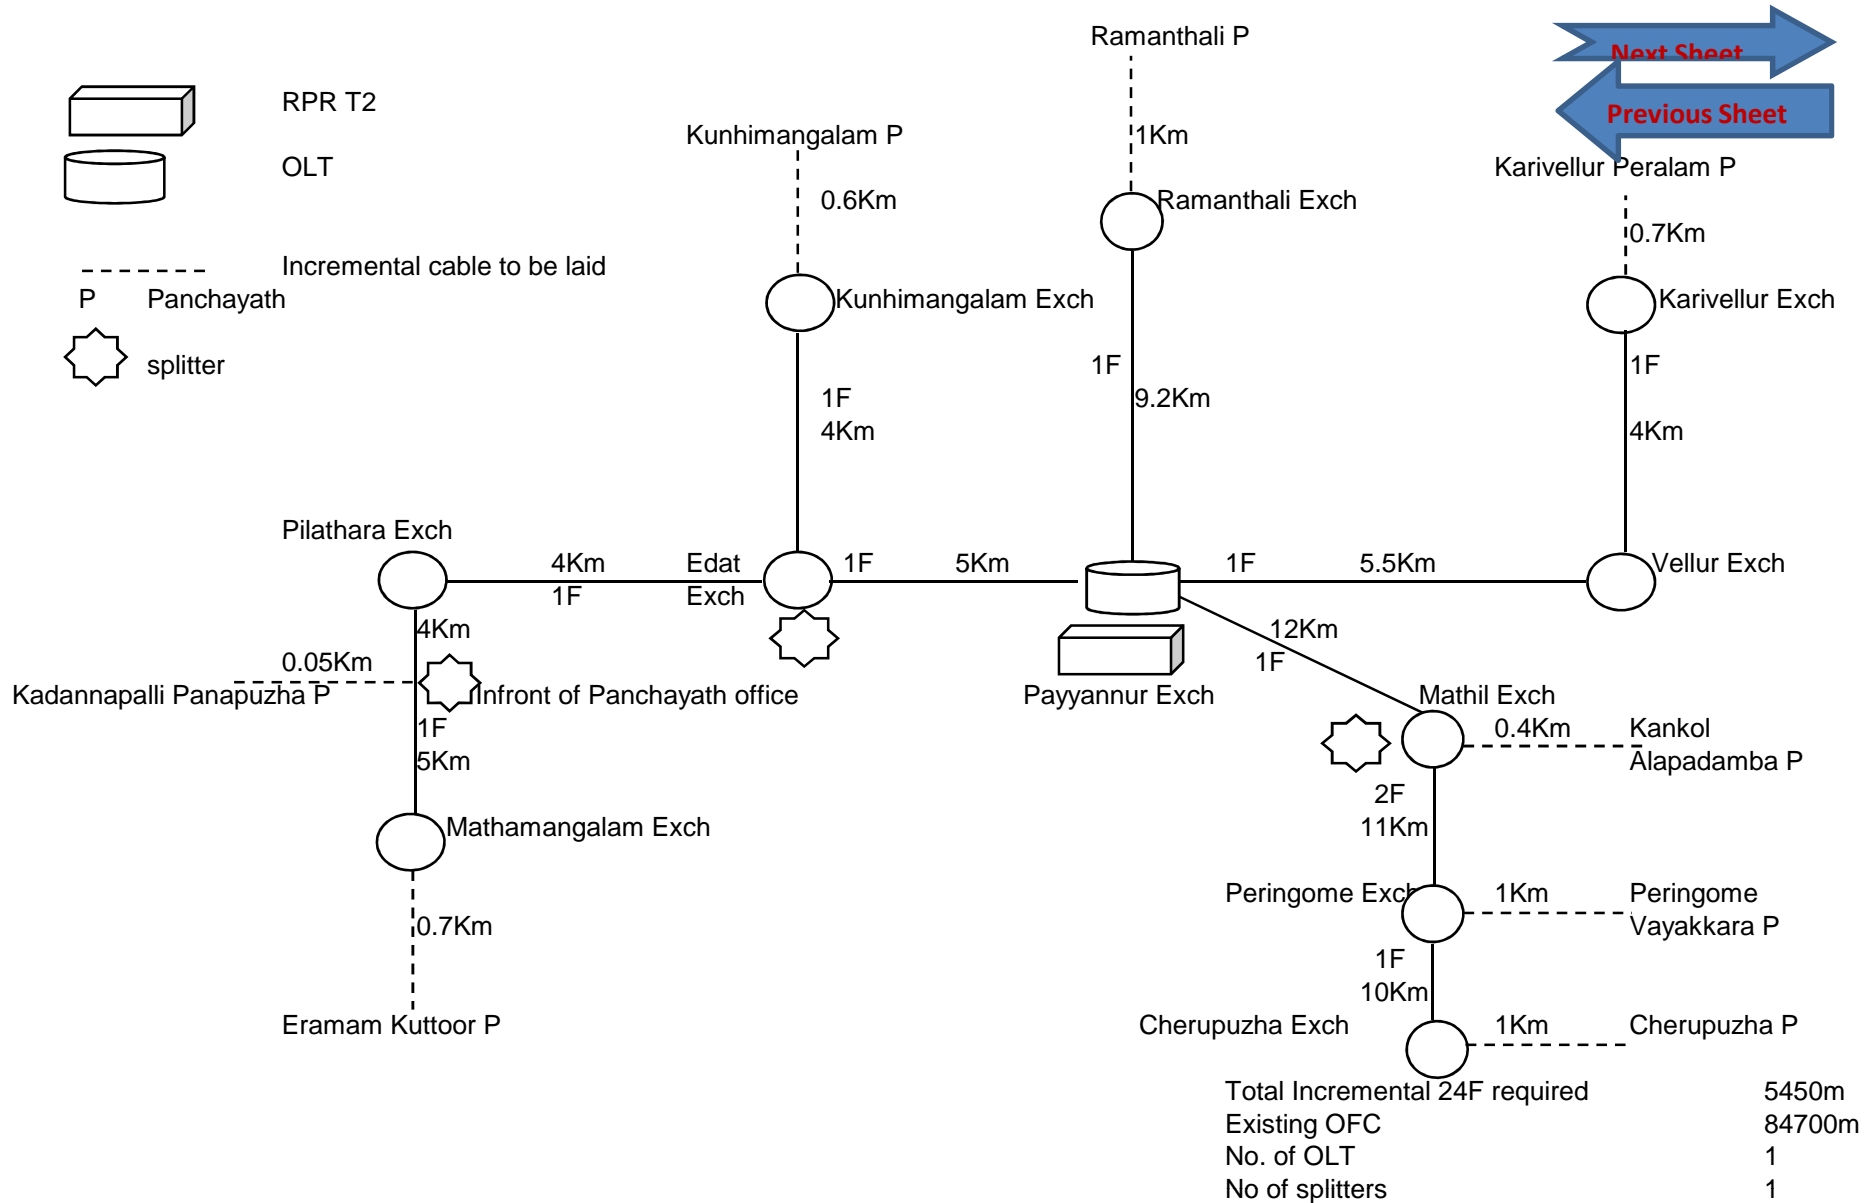 Ramanthali P
Next Sheet
RPR T2
Previous Sheet
Kunhimangalam P
1Km
OLT
Karivellur Peralam P
0.6Km
Ramanthali Exch
0.7Km
Incremental cable to be laid
P Panchayath
Kunhimangalam Exch
Karivellur Exch
splitter
1F
1F
1F
9.2Km
4Km
4Km
Pilathara Exch
4Km
Edat
1F
5Km
1F
5.5Km
Vellur Exch
1F
Exch
4Km
12Km
0.05Km
1F
Kadannapalli Panapuzha P
Infront of Panchayath office
Payyannur Exch
Mathil Exch
1F
0.4Km
Kankol
5Km
Alapadamba P
2F
Mathamangalam Exch
11Km
Peringome Exch
1Km
Peringome
0.7Km
Vayakkara P
1F
10Km
Eramam Kuttoor P
Cherupuzha Exch
1Km
Cherupuzha P
Total Incremental 24F required 5450m
Existing OFC 84700m
No. of OLT 1
No of splitters 1